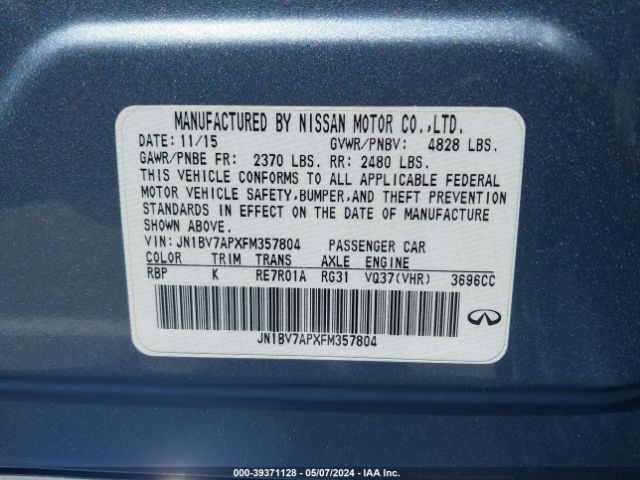 MANUFACTURED BY NISSAN MOTOR CO.,LTD.
DATE: 11/15 GVWR/PNBV: 4828 LBS.
GAWR/PNBE FR: 2370 LBS. RR: 2480 LBS.
THIS VEHICLE CONFORMS TO ALL APPLICABLE FEDERAL
MOTOR VEHICLE SAFETY,BUMPER,AND THEFT PREVENTION
STANDARDS IN EFFECT ON THE DATE OF MANUFACTURE
SHOWN ABOVE.
VIN:JN1BV7APXFM357804 PASSENGER CAR
COLOR TRIM TRANS AXLE ENGINE
RBP K RE7R01A RG31 VQ37(VHR) 3696CC
JN1BV7APXFM357804
INFINITI
000-39371128 - 05/07/2024 - IAA Inc.